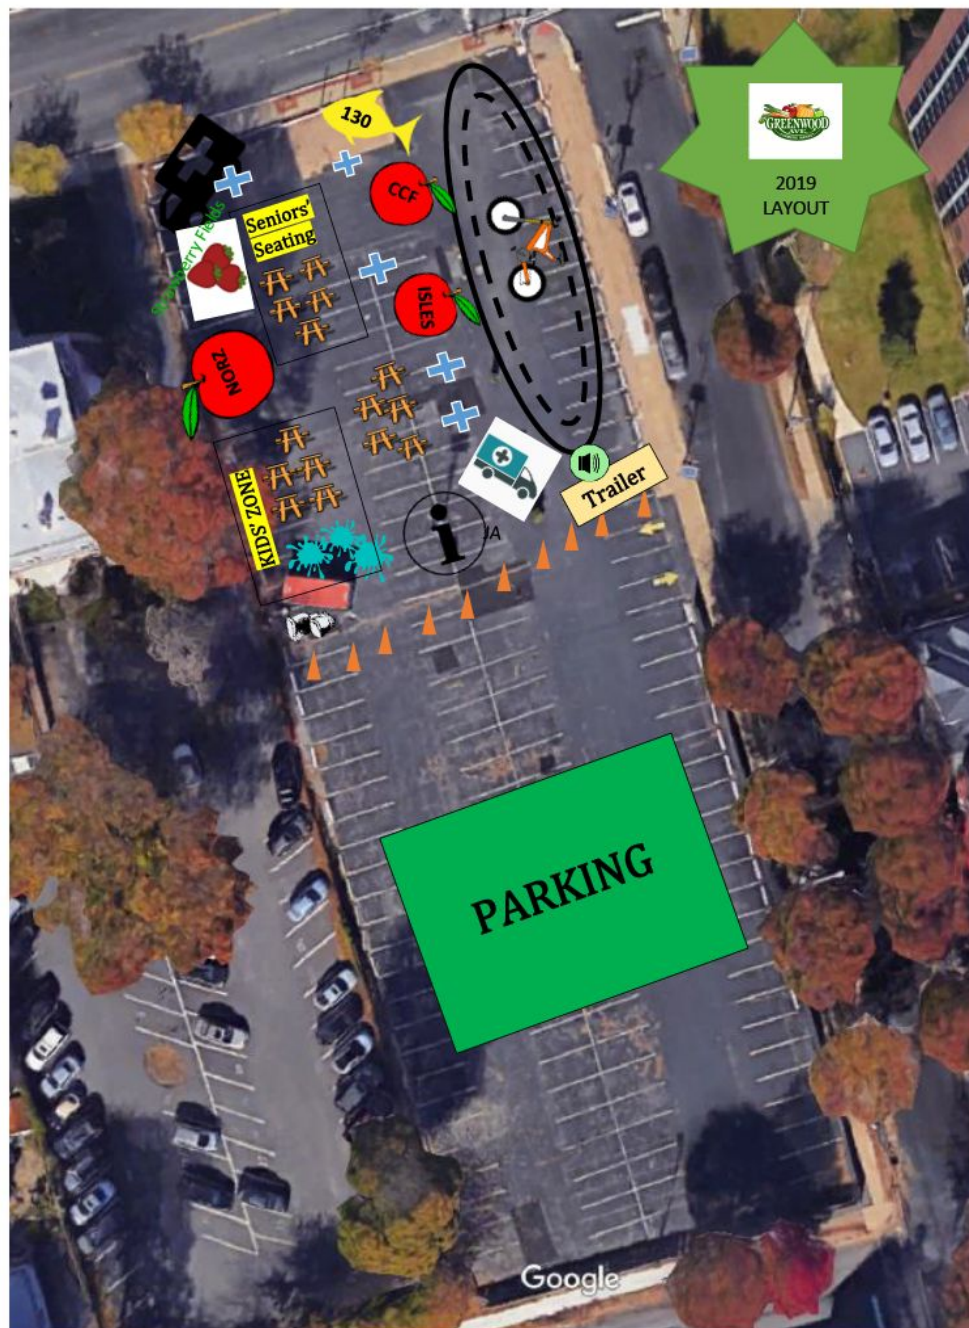 GREENWOOD
AVE.
2019
LAYOUT
130
CCF
Strawberry Fields
Seniors'
Seating
ISLES
NORZ
KIDS' ZONE
Trailer
JA
PARKING
Google